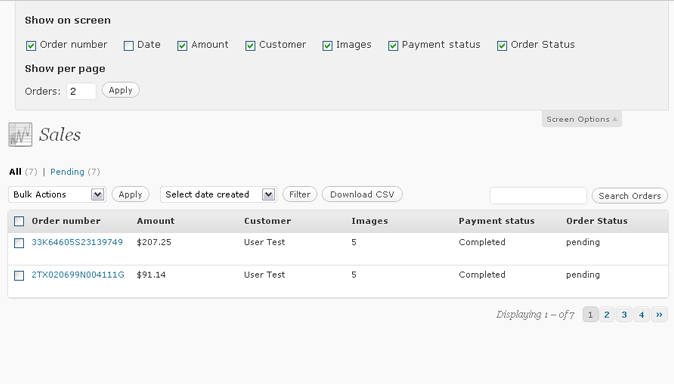 Show on screen
Order number Date Amount Customer Images Payment status Order Status
Show per page
Orders: 2 Apply
Screen Options
Sales
All (7) | Pending (7)
Bulk Actions Apply Select date created Filter Download CSV Search Orders
Order number Amount Customer Images Payment status Order Status
33K64605S23139749 $207.25 User Test 5 Completed pending
2TX020699N004111G $91.14 User Test 5 Completed pending
Displaying 1 – of 7 1 2 3 4 »